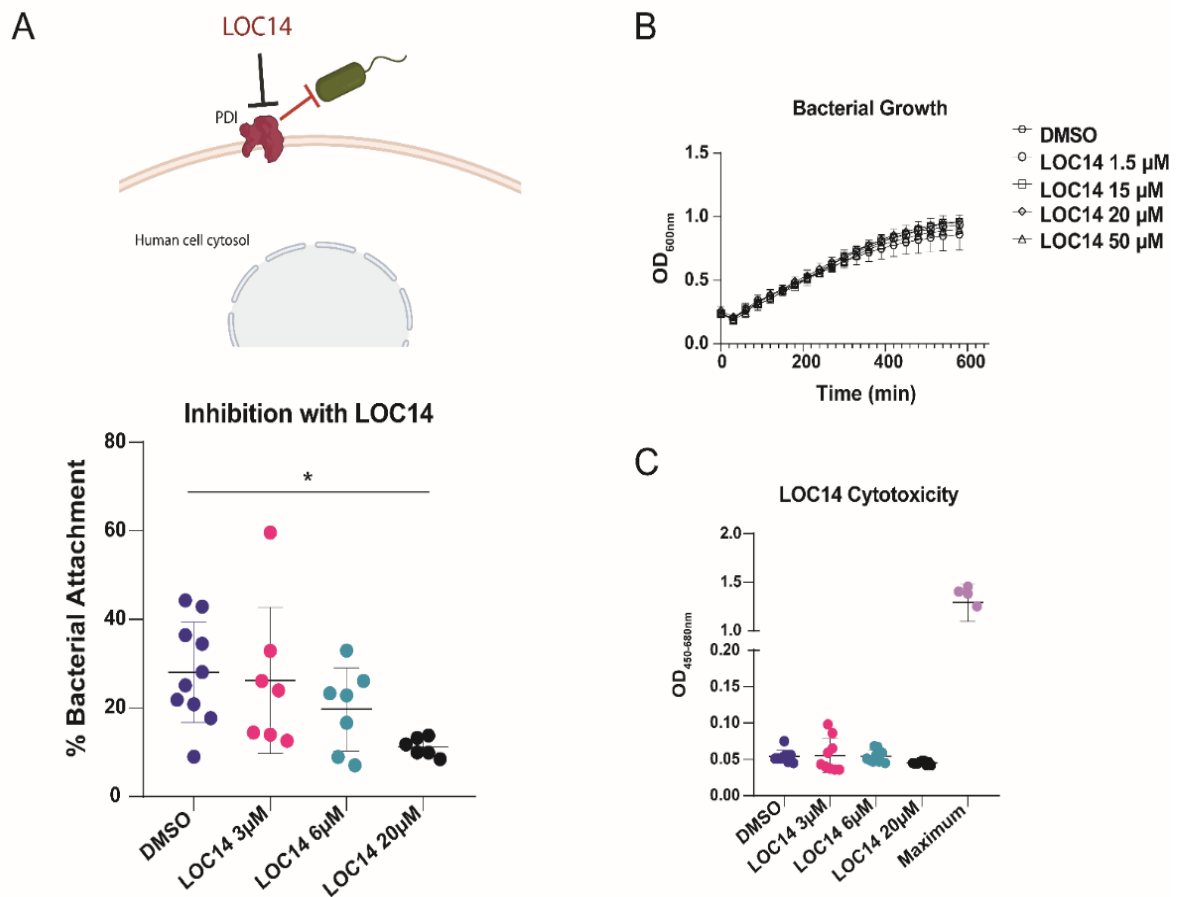 A
LOC14
PDI
Human cell cytosol
Inhibition with LOC14
% Bacterial Attachment
80
60
40
20
0
*
DMSO
LOC14 3µM
LOC14 6µM
LOC14 20µM
B
Bacterial Growth
OD600nm
1.5
1.0
0.5
0.0
0
200
400
600
Time (min)
DMSO
LOC14 1.5 µM
LOC14 15 µM
LOC14 20 µM
LOC14 50 µM
C
LOC14 Cytotoxicity
OD450-680nm
2.0
1.5
1.0
0.20
0.15
0.10
0.05
0.00
DMSO
LOC14 3µM
LOC14 6µM
LOC14 20µM
Maximum